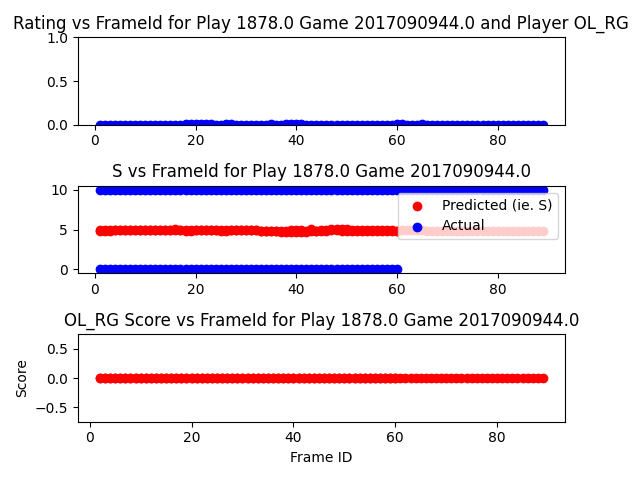 Rating vs FrameId for Play 1878.0 Game 2017090944.0 and Player OL_RG
1.0
0.5
0.0
0 20 40 60 80
S vs FrameId for Play 1878.0 Game 2017090944.0
10
5
0
Predicted (ie. S)
Actual
0 20 40 60 80
OL_RG Score vs FrameId for Play 1878.0 Game 2017090944.0
Score
0.5
0.0
−0.5
0 20 40 60 80
Frame ID